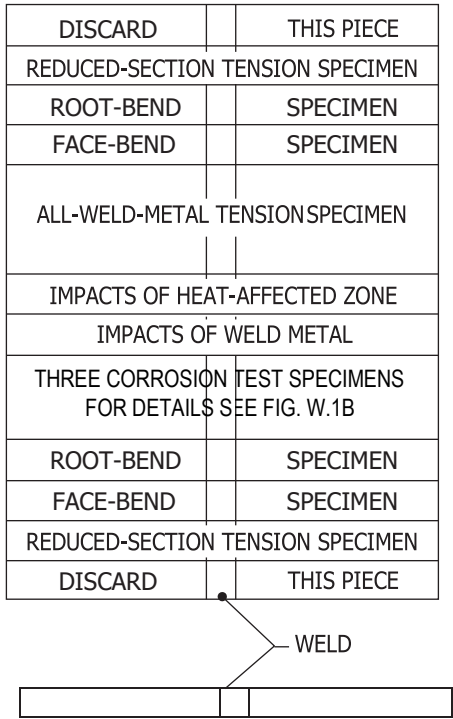 DISCARD THIS PIECE
REDUCED-SECTION TENSION SPECIMEN
ROOT-BEND SPECIMEN
FACE-BEND SPECIMEN
ALL-WELD-METAL TENSION SPECIMEN
IMPACTS OF HEAT-AFFECTED ZONE
IMPACTS OF WELD METAL
THREE CORROSION TEST SPECIMENS
FOR DETAILS SEE FIG. W.1B
ROOT-BEND SPECIMEN
FACE-BEND SPECIMEN
REDUCED-SECTION TENSION SPECIMEN
DISCARD THIS PIECE
WELD